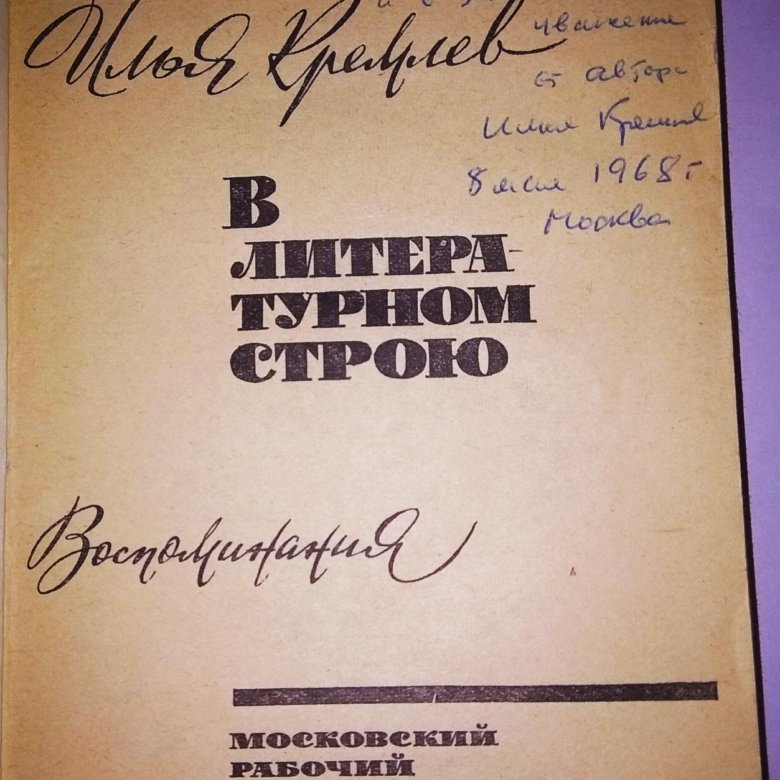 Илья Кремлев
уважением
от автора
Илья Кремлев
8 мая 1968 г
Москва
В
ЛИТЕРА-
ТУРНОМ
СТРОЮ
Воспоминания
МОСКОВСКИЙ
РАБОЧИЙ